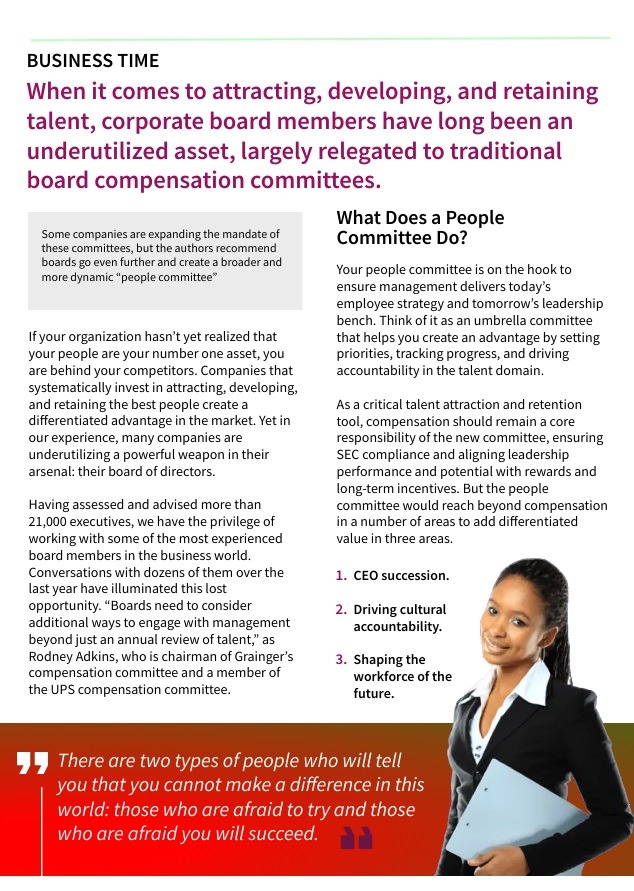 BUSINESS TIME
When it comes to attracting, developing, and retaining
talent, corporate board members have long been an
underutilized asset, largely relegated to traditional
board compensation committees.
Some companies are expanding the mandate of
these committees, but the authors recommend
boards go even further and create a broader and
more dynamic “people committee”
If your organization hasn’t yet realized that
your people are your number one asset, you
are behind your competitors. Companies that
systematically invest in attracting, developing,
and retaining the best people create a
differentiated advantage in the market. Yet in
our experience, many companies are
underutilizing a powerful weapon in their
arsenal: their board of directors.
Having assessed and advised more than
21,000 executives, we have the privilege of
working with some of the most experienced
board members in the business world.
Conversations with dozens of them over the
last year have illuminated this lost
opportunity. “Boards need to consider
additional ways to engage with management
beyond just an annual review of talent,” as
Rodney Adkins, who is chairman of Grainger’s
compensation committee and a member of
the UPS compensation committee.
What Does a People
Committee Do?
Your people committee is on the hook to
ensure management delivers today’s
employee strategy and tomorrow’s leadership
bench. Think of it as an umbrella committee
that helps you create an advantage by setting
priorities, tracking progress, and driving
accountability in the talent domain.
As a critical talent attraction and retention
tool, compensation should remain a core
responsibility of the new committee, ensuring
SEC compliance and aligning leadership
performance and potential with rewards and
long-term incentives. But the people
committee would reach beyond compensation
in a number of areas to add differentiated
value in three areas.
1. CEO succession.
2. Driving cultural
accountability.
3. Shaping the
workforce of the
future.
” There are two types of people who will tell
you that you cannot make a difference in this
world: those who are afraid to try and those
who are afraid you will succeed. “